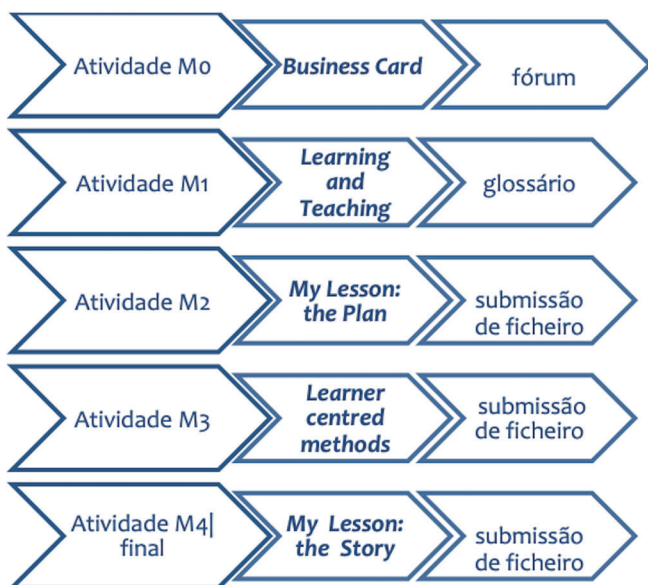 Atividade M0
Business Card
fórum
Atividade M1
Learning
and
Teaching
glossário
Atividade M2
My Lesson:
the Plan
submissão
de ficheiro
Atividade M3
Learner
centred
methods
submissão
de ficheiro
Atividade M4|
final
My Lesson:
the Story
submissão
de ficheiro